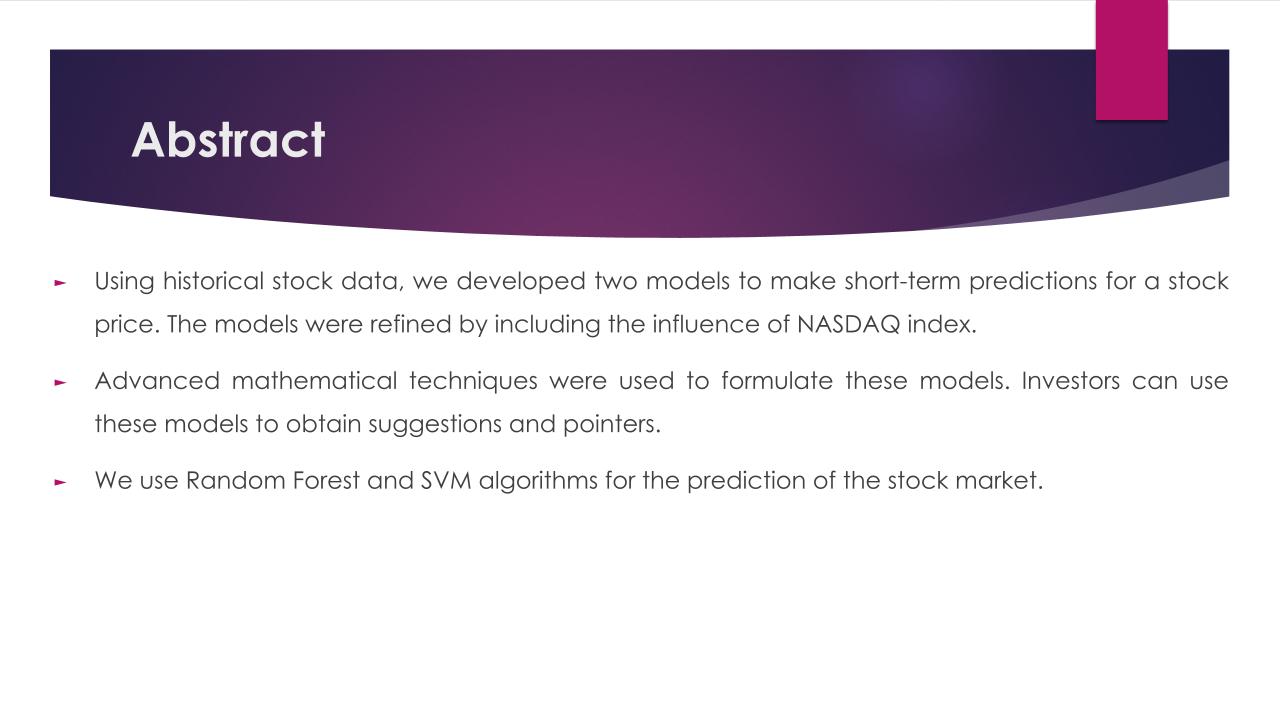 Abstract
► Using historical stock data, we developed two models to make short-term predictions for a stock
price. The models were refined by including the influence of NASDAQ index.
► Advanced mathematical techniques were used to formulate these models. Investors can use
these models to obtain suggestions and pointers.
► We use Random Forest and SVM algorithms for the prediction of the stock market.